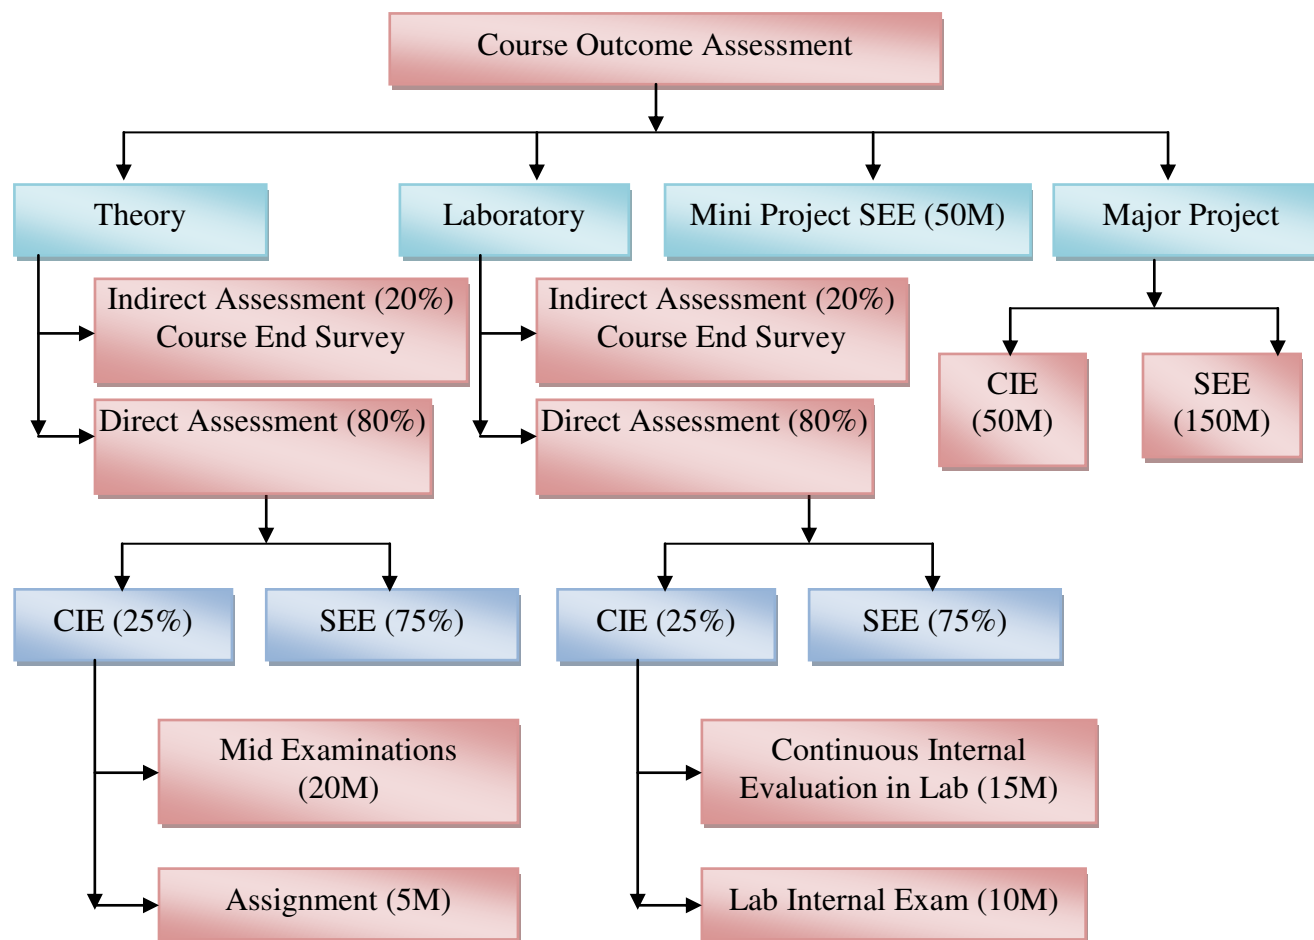 Course Outcome Assessment
Theory
Laboratory
Mini Project SEE (50M)
Major Project
Indirect Assessment (20%)
Course End Survey
Indirect Assessment (20%)
Course End Survey
CIE
(50M)
SEE
(150M)
Direct Assessment (80%)
Direct Assessment (80%)
CIE (25%)
SEE (75%)
CIE (25%)
SEE (75%)
Mid Examinations
(20M)
Continuous Internal
Evaluation in Lab (15M)
Assignment (5M)
Lab Internal Exam (10M)